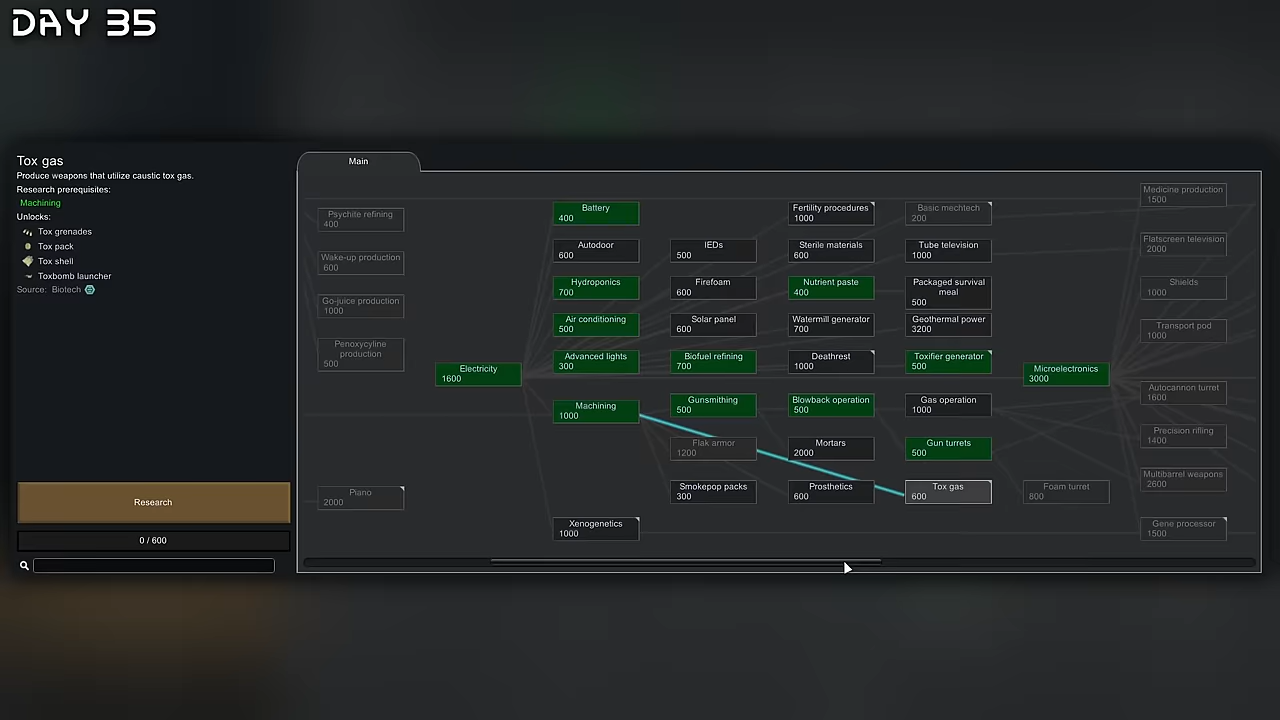 DAY 35
Tox gas
Produce weapons that utilize caustic tox gas.
Research prerequisites:
Machining
Unlocks:
Tox grenades
Tox pack
Tox shell
Toxbomb launcher
Source: Biotech
Research
0 / 600
Main
Psychite refining
400
Wake-up production
600
Go-juice production
1000
Penoxycyline
production
500
Piano
2000
Electricity
1600
Battery
400
Autodoor
600
Hydroponics
700
Air conditioning
500
Advanced lights
300
Machining
1000
Xenogenetics
1000
IEDs
500
Firefoam
600
Solar panel
600
Biofuel refining
700
Gunsmithing
500
Flak armor
1200
Smokepop packs
300
Fertility procedures
1000
Sterile materials
600
Nutrient paste
400
Watermill generator
700
Deathrest
1000
Blowback operation
500
Mortars
2000
Prosthetics
600
Basic mechtech
200
Tube television
1000
Packaged survival
meal
500
Geothermal power
3200
Toxifier generator
500
Gas operation
1000
Gun turrets
500
Tox gas
600
Microelectronics
3000
Foam turret
800
Medicine production
1500
Flatscreen television
2000
Shields
1000
Transport pod
1000
Autocannon turret
1600
Precision rifling
1400
Multibarrel weapons
2600
Gene processor
1500